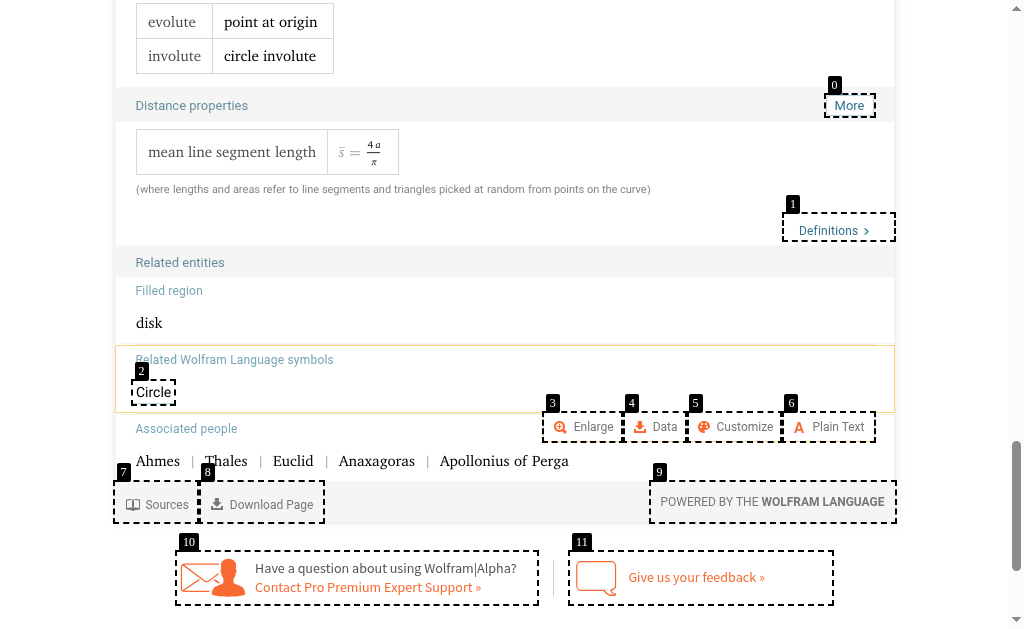 evolute point at origin
involute circle involute
0
Distance properties More
mean line segment length s̄ = 4 a / π
(where lengths and areas refer to line segments and triangles picked at random from points on the curve)
1
Definitions ›
Related entities
Filled region
disk
Related Wolfram Language symbols
2
Circle
3 4 5 6
Associated people Enlarge Data Customize Plain Text
Ahmes | Thales | Euclid | Anaxagoras | Apollonius of Perga
7 8 9
Sources Download Page POWERED BY THE WOLFRAM LANGUAGE
10 11
Have a question about using Wolfram|Alpha?
Contact Pro Premium Expert Support »
Give us your feedback »